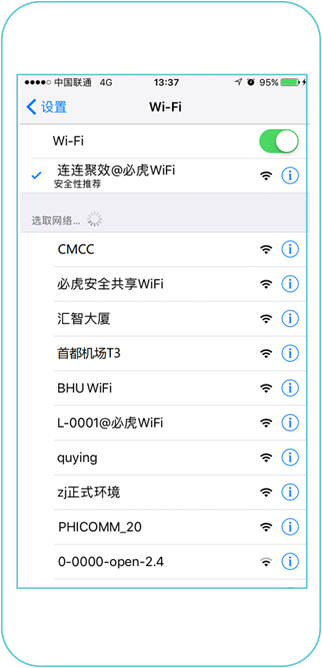 中国联通 4G 13:37 95%
设置 Wi-Fi
Wi-Fi
连连聚效@必虎WiFi
安全性推荐
选取网络...
CMCC
必虎安全共享WiFi
汇智大厦
首都机场T3
BHU WiFi
L-0001@必虎WiFi
quying
zj正式环境
PHICOMM_20
0-0000-open-2.4